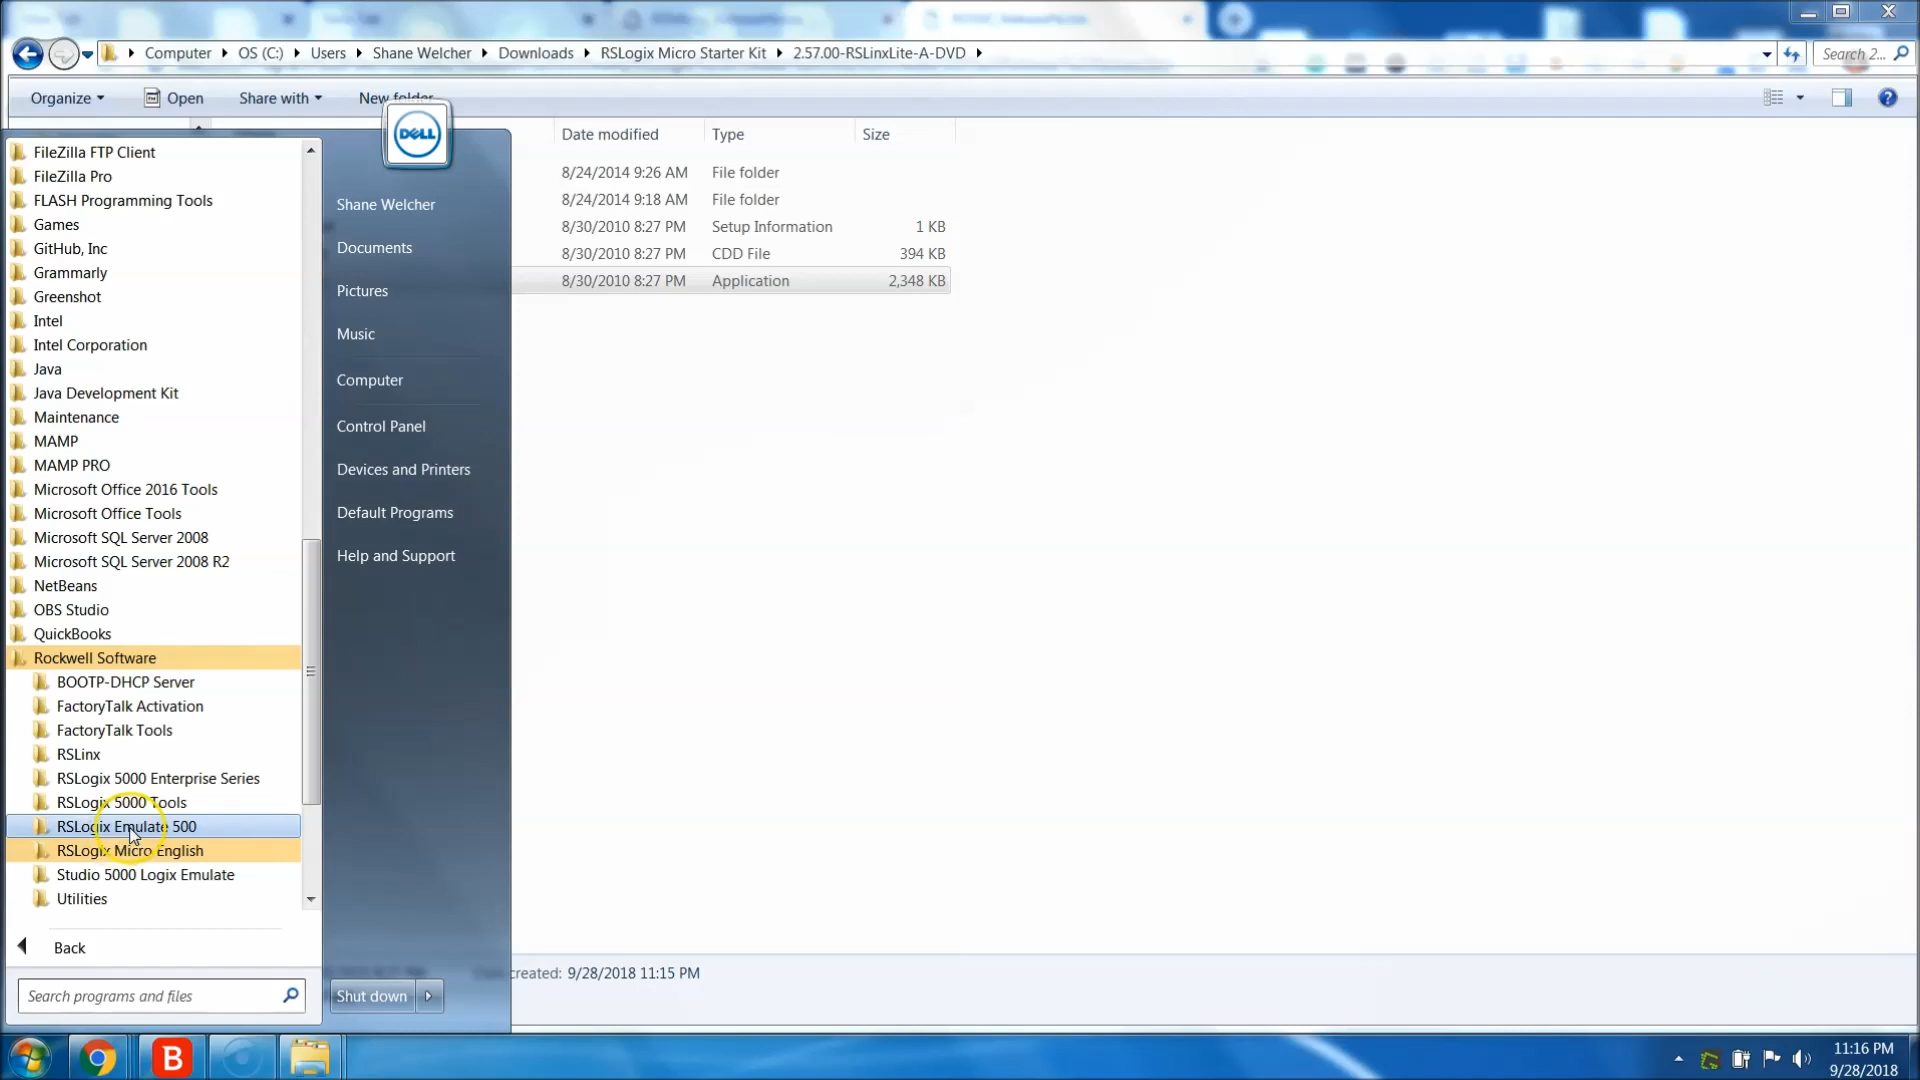 Computer
OS (C:)
Users
Shane Welcher
Downloads
RSLogix Micro Starter Kit
2.57.00-RSLinxLite-A-DVD
Search 2...
Organize
Open
Share with
New folder
Date modified
Type
Size
8/24/2014 9:26 AM
File folder
8/24/2014 9:18 AM
File folder
8/30/2010 8:27 PM
Setup Information
1 KB
8/30/2010 8:27 PM
CDD File
394 KB
8/30/2010 8:27 PM
Application
2,348 KB
FileZilla FTP Client
FileZilla Pro
FLASH Programming Tools
Games
GitHub, Inc
Grammarly
Greenshot
Intel
Intel Corporation
Java
Java Development Kit
Maintenance
MAMP
MAMP PRO
Microsoft Office 2016 Tools
Microsoft Office Tools
Microsoft SQL Server 2008
Microsoft SQL Server 2008 R2
NetBeans
OBS Studio
QuickBooks
Rockwell Software
BOOTP-DHCP Server
FactoryTalk Activation
FactoryTalk Tools
RSLinx
RSLogix 5000 Enterprise Series
RSLogix 5000 Tools
RSLogix Emulate 500
RSLogix Micro English
Studio 5000 Logix Emulate
Utilities
Back
Search programs and files
DELL
Shane Welcher
Documents
Pictures
Music
Computer
Control Panel
Devices and Printers
Default Programs
Help and Support
Shut down
created: 9/28/2018 11:15 PM
B
11:16 PM
9/28/2018